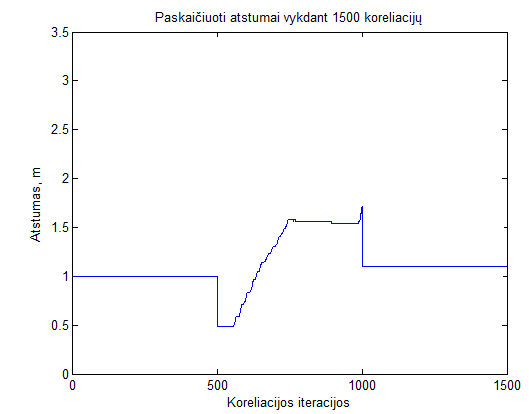 Paskaičiuoti atstumai vykdant 1500 koreliacijų
3.5
3
2.5
2
1.5
1
0.5
0
Atstumas, m
0 500 1000 1500
Koreliacijos iteracijos